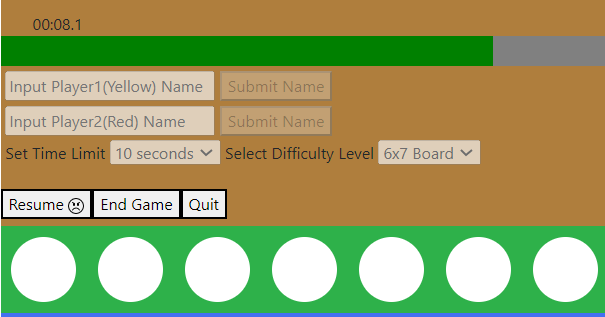 00:08.1
Input Player1(Yellow) Name Submit Name
Input Player2(Red) Name Submit Name
Set Time Limit 10 seconds Select Difficulty Level 6x7 Board
Resume ☹ End Game Quit